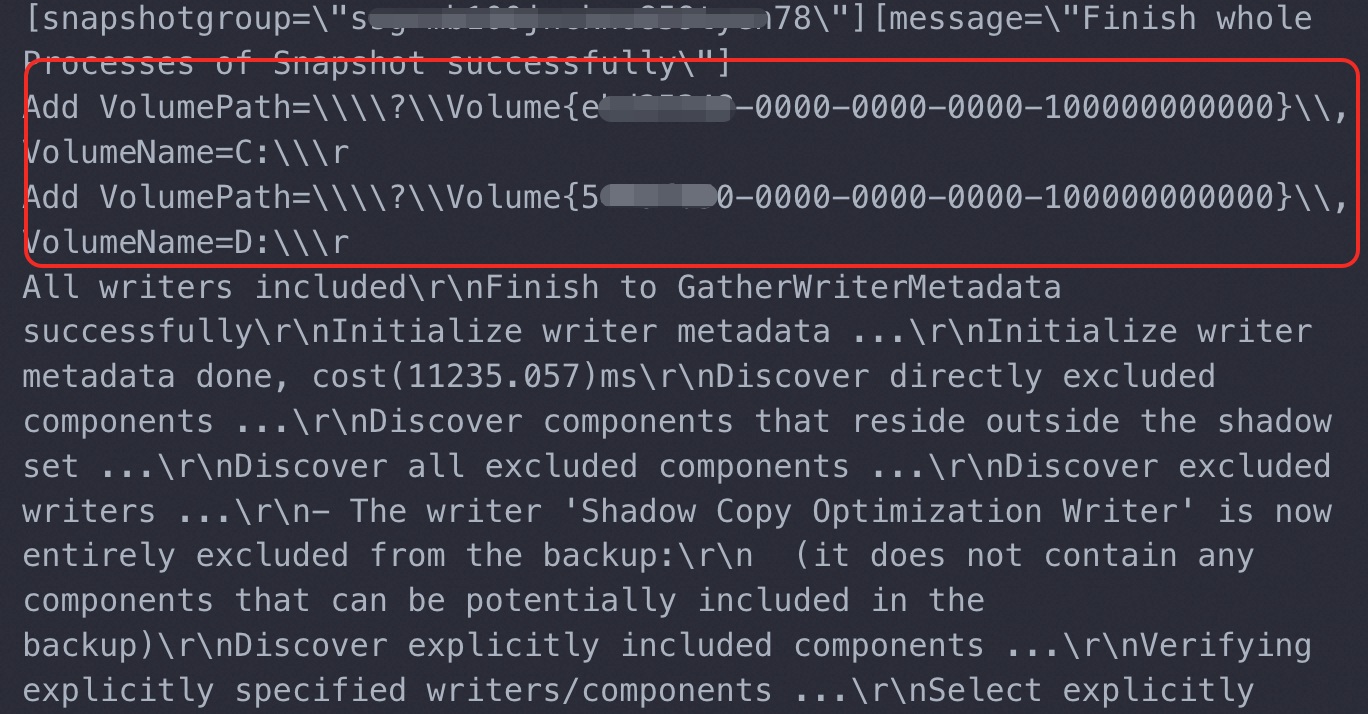 [snapshotgroup=\"s n78\"][message=\"Finish whole
Processes of Snapshot successfully\"]
Add VolumePath=\\\\?\\Volume{e -0000-0000-0000-100000000000}\\,
VolumeName=C:\\\r
Add VolumePath=\\\\?\\Volume{5 0-0000-0000-0000-100000000000}\\,
VolumeName=D:\\\r
All writers included\r\nFinish to GatherWriterMetadata
successfully\r\nInitialize writer metadata ...\r\nInitialize writer
metadata done, cost(11235.057)ms\r\nDiscover directly excluded
components ...\r\nDiscover components that reside outside the shadow
set ...\r\nDiscover all excluded components ...\r\nDiscover excluded
writers ...\r\n- The writer 'Shadow Copy Optimization Writer' is now
entirely excluded from the backup:\r\n  (it does not contain any
components that can be potentially included in the
backup)\r\nDiscover explicitly included components ...\r\nVerifying
explicitly specified writers/components ...\r\nSelect explicitly